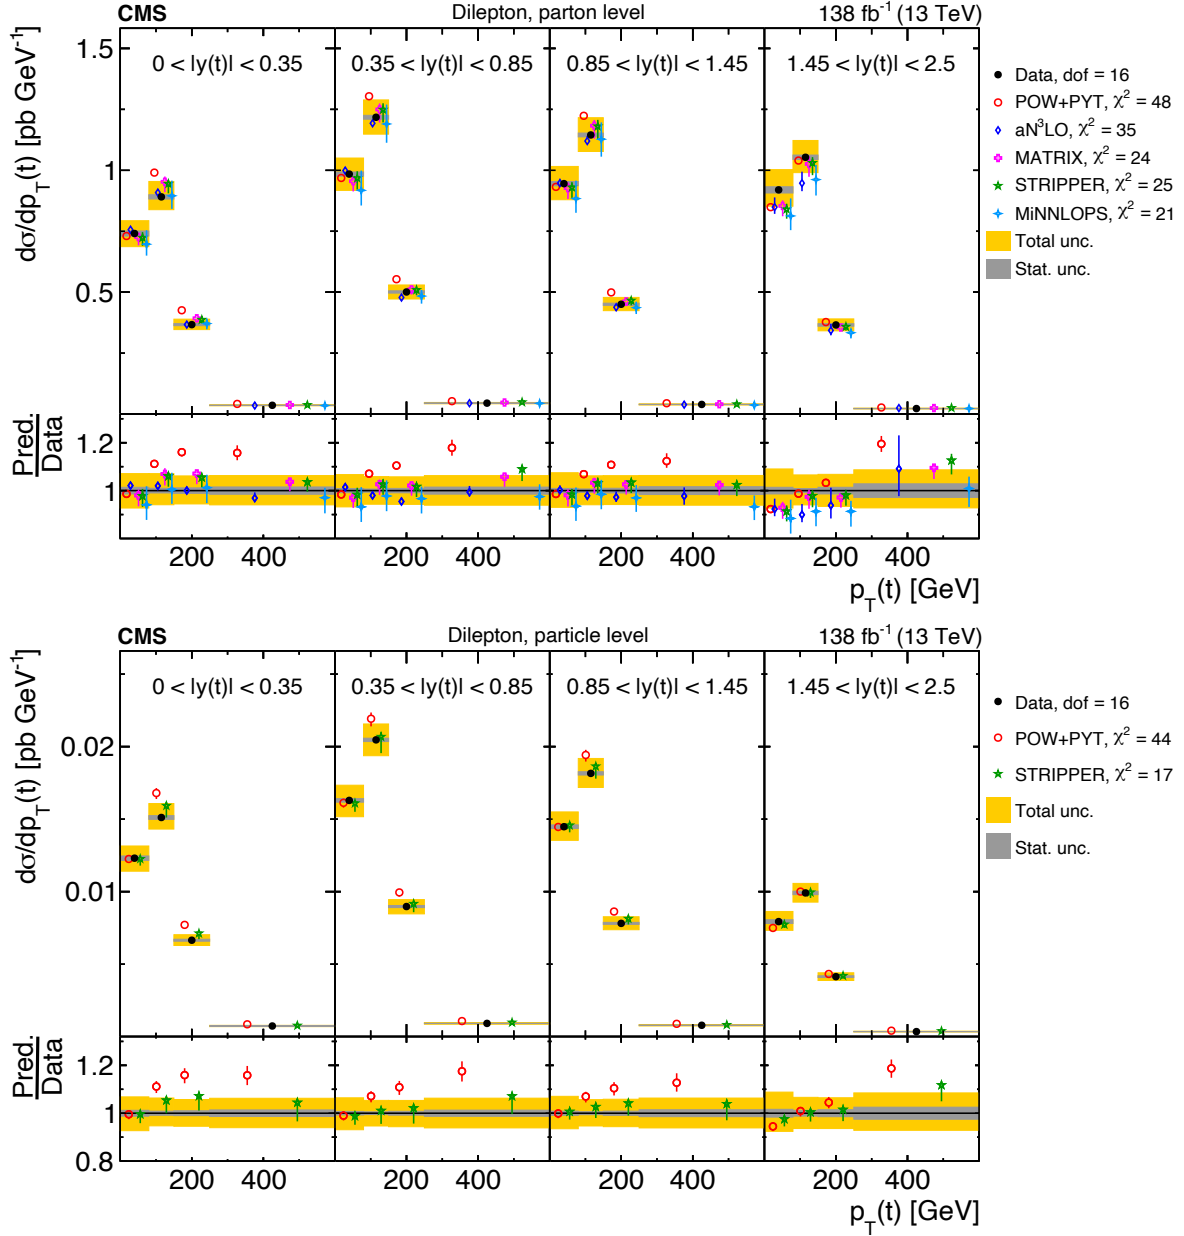 CMS Dilepton, parton level 138 fb⁻¹ (13 TeV)
dσ/dp_T(t) [pb GeV⁻¹]
1.5
1
0.5
0 < |y(t)| < 0.35
0.35 < |y(t)| < 0.85
0.85 < |y(t)| < 1.45
1.45 < |y(t)| < 2.5
Data, dof = 16
POW+PYT, χ² = 48
aN³LO, χ² = 35
MATRIX, χ² = 24
STRIPPER, χ² = 25
MiNNLOPS, χ² = 21
Total unc.
Stat. unc.
Pred.
Data
1.2
1
200 400 200 400 200 400 200 400
p_T(t) [GeV]
CMS Dilepton, particle level 138 fb⁻¹ (13 TeV)
dσ/dp_T(t) [pb GeV⁻¹]
0.02
0.01
0 < |y(t)| < 0.35
0.35 < |y(t)| < 0.85
0.85 < |y(t)| < 1.45
1.45 < |y(t)| < 2.5
Data, dof = 16
POW+PYT, χ² = 44
STRIPPER, χ² = 17
Total unc.
Stat. unc.
Pred.
Data
1.2
1
0.8
200 400 200 400 200 400 200 400
p_T(t) [GeV]